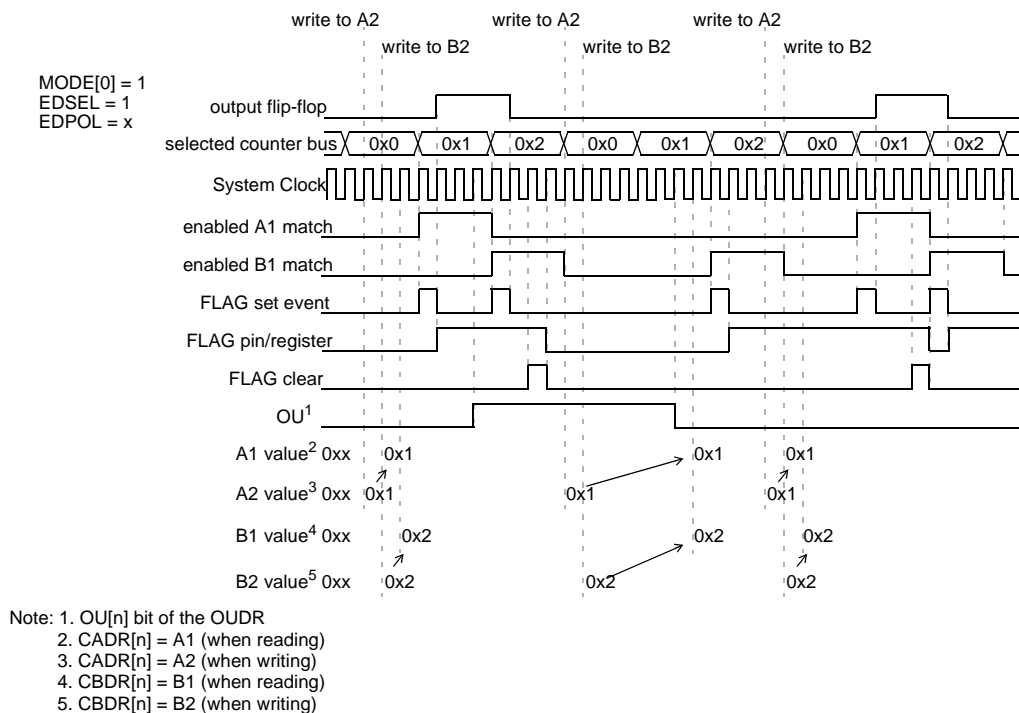 write to A2 write to A2 write to A2
write to B2 write to B2 write to B2
MODE[0] = 1
EDSEL = 1
EDPOL = x
output flip-flop
selected counter bus 0x0 0x1 0x2 0x0 0x1 0x2 0x0 0x1 0x2
System Clock
enabled A1 match
enabled B1 match
FLAG set event
FLAG pin/register
FLAG clear
OU1
A1 value2 0xx 0x1 0x1 0x1
A2 value3 0xx 0x1 0x1 0x1
B1 value4 0xx 0x2 0x2 0x2
B2 value5 0xx 0x2 0x2 0x2
Note: 1. OU[n] bit of the OUDR
2. CADR[n] = A1 (when reading)
3. CADR[n] = A2 (when writing)
4. CBDR[n] = B1 (when reading)
5. CBDR[n] = B2 (when writing)